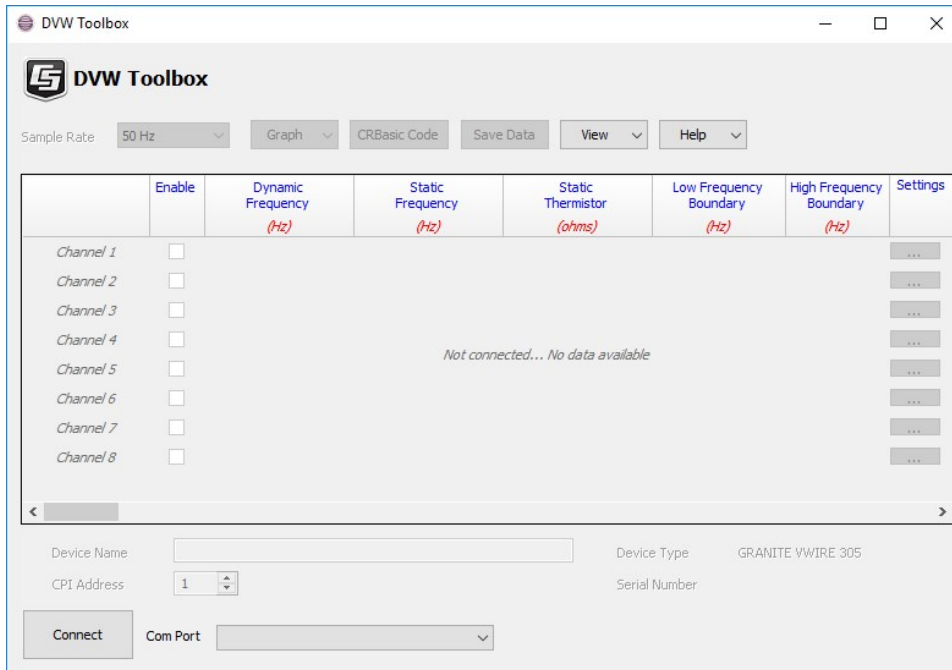 DVW Toolbox
DVW Toolbox
Sample Rate 50 Hz Graph CRBasic Code Save Data View Help
Enable Dynamic Frequency (Hz) Static Frequency (Hz) Static Thermistor (ohms) Low Frequency Boundary (Hz) High Frequency Boundary (Hz) Settings
Channel 1 ...
Channel 2 ...
Channel 3 ...
Channel 4 ...
Not connected... No data available
Channel 5 ...
Channel 6 ...
Channel 7 ...
Channel 8 ...
Device Name Device Type GRANITE VWIRE 305
CPI Address 1 Serial Number
Connect Com Port